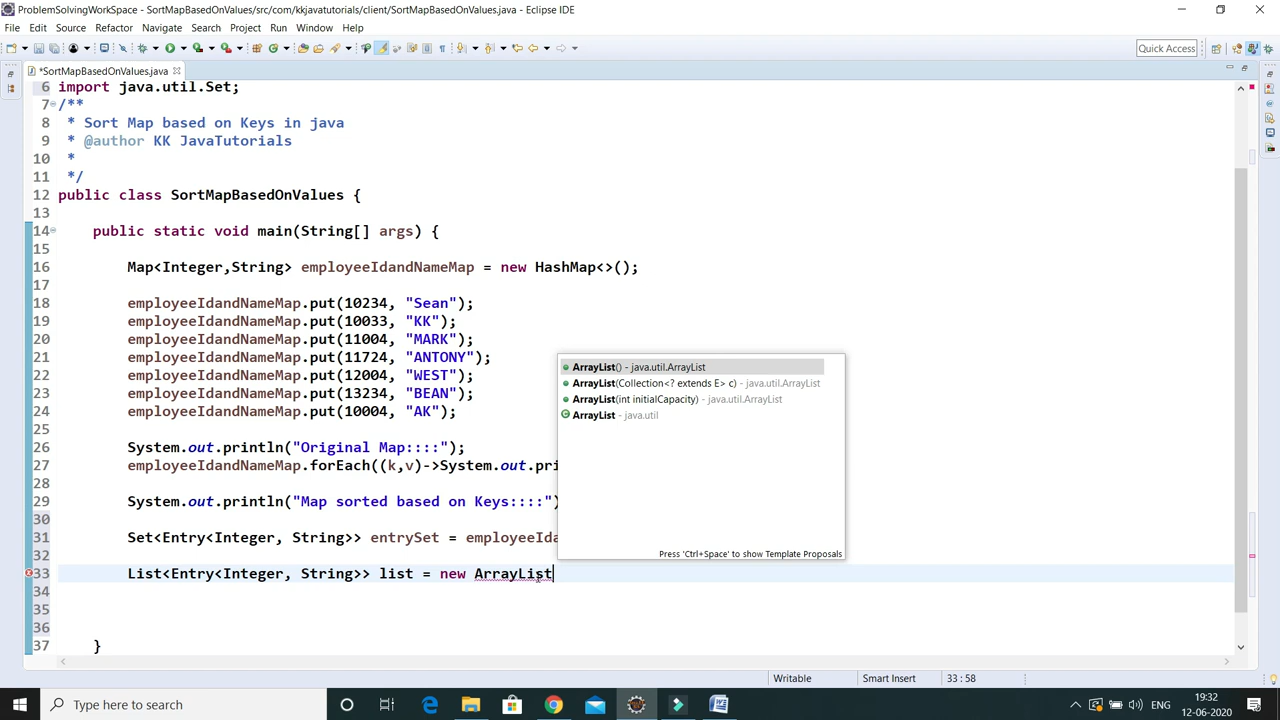 ProblemSolvingWorkSpace - SortMapBasedOnValues/src/com/kkjavatutorials/client/SortMapBasedOnValues.java - Eclipse IDE
File Edit Source Refactor Navigate Search Project Run Window Help
Quick Access
*SortMapBasedOnValues.java
6 import java.util.Set;
7 /**
8 * Sort Map based on Keys in java
9 * @author KK JavaTutorials
10 *
11 */
12 public class SortMapBasedOnValues {
13
14 public static void main(String[] args) {
15
16 Map<Integer,String> employeeIdandNameMap = new HashMap<>();
17
18 employeeIdandNameMap.put(10234, "Sean");
19 employeeIdandNameMap.put(10033, "KK");
20 employeeIdandNameMap.put(11004, "MARK");
21 employeeIdandNameMap.put(11724, "ANTONY");
22 employeeIdandNameMap.put(12004, "WEST");
23 employeeIdandNameMap.put(13234, "BEAN");
24 employeeIdandNameMap.put(10004, "AK");
25
26 System.out.println("Original Map::::");
27 employeeIdandNameMap.forEach((k,v)->System.out.pri
28
29 System.out.println("Map sorted based on Keys::::")
30
31 Set<Entry<Integer, String>> entrySet = employeeIda
32
33 List<Entry<Integer, String>> list = new ArrayList
34
35
36
37 }
ArrayList() - java.util.ArrayList
ArrayList(Collection<? extends E> c) - java.util.ArrayList
ArrayList(int initialCapacity) - java.util.ArrayList
ArrayList - java.util
Press 'Ctrl+Space' to show Template Proposals
Writable Smart Insert 33 : 58
Type here to search
ENG
19:32
12-06-2020